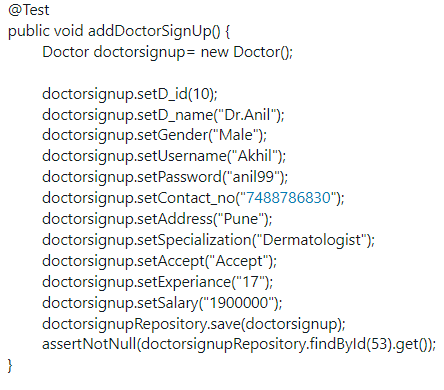 @Test
public void addDoctorSignUp() {
Doctor doctorsignup= new Doctor();
doctorsignup.setD_id(10);
doctorsignup.setD_name("Dr.Anil");
doctorsignup.setGender("Male");
doctorsignup.setUsername("Akhil");
doctorsignup.setPassword("anil99");
doctorsignup.setContact_no("7488786830");
doctorsignup.setAddress("Pune");
doctorsignup.setSpecialization("Dermatologist");
doctorsignup.setAccept("Accept");
doctorsignup.setExperiance("17");
doctorsignup.setSalary("1900000");
doctorsignupRepository.save(doctorsignup);
assertNotNull(doctorsignupRepository.findById(53).get());
}